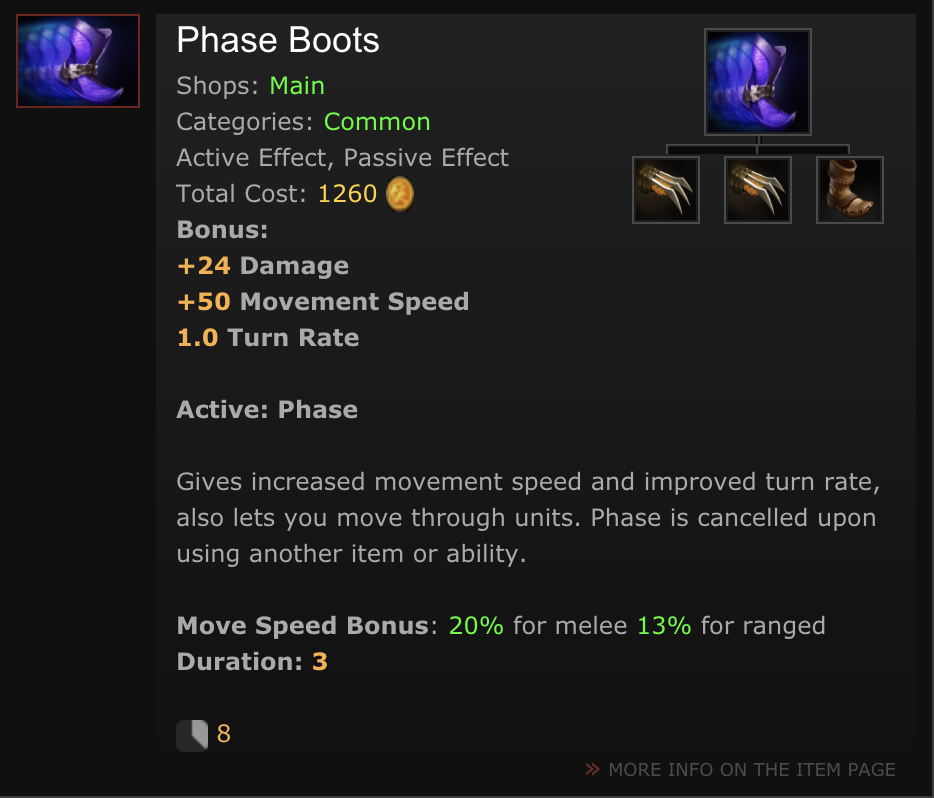 Phase Boots
Shops: Main
Categories: Common
Active Effect, Passive Effect
Total Cost: 1260
Bonus:
+24 Damage
+50 Movement Speed
1.0 Turn Rate
Active: Phase
Gives increased movement speed and improved turn rate,
also lets you move through units. Phase is cancelled upon
using another item or ability.
Move Speed Bonus: 20% for melee 13% for ranged
Duration: 3
8
» MORE INFO ON THE ITEM PAGE